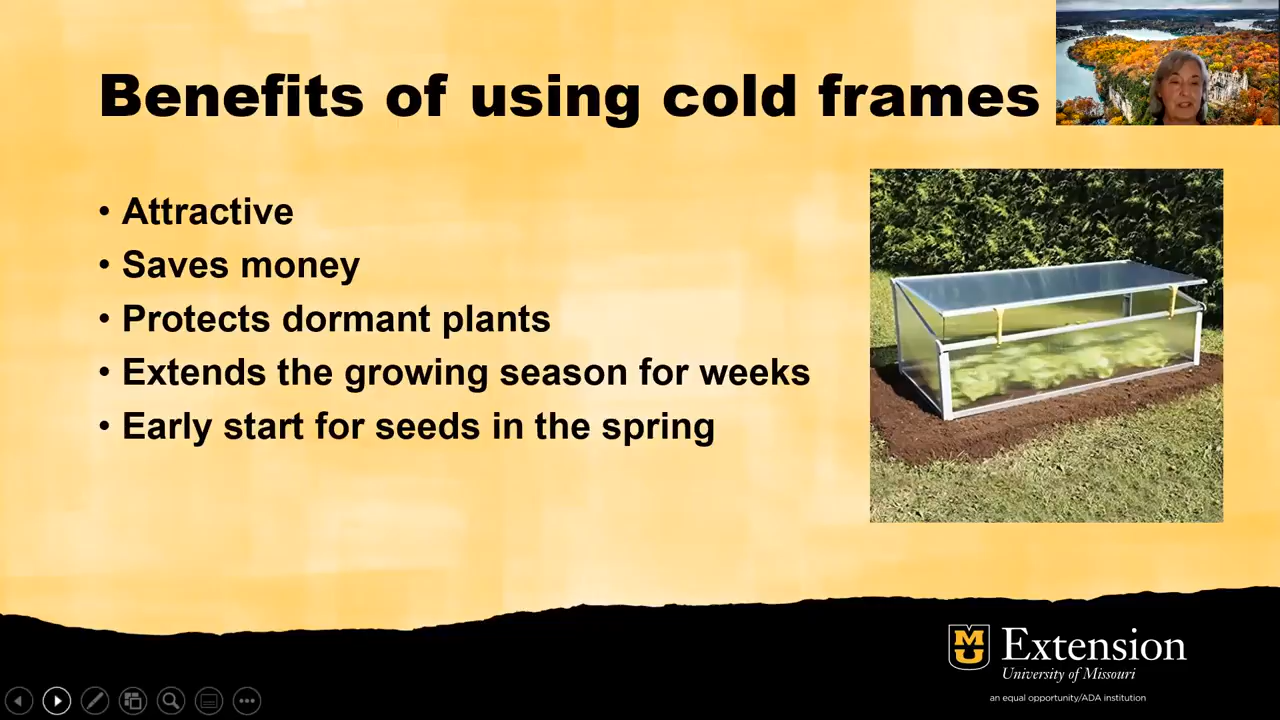 Benefits of using cold frames
• Attractive
• Saves money
• Protects dormant plants
• Extends the growing season for weeks
• Early start for seeds in the spring
MU Extension
University of Missouri
an equal opportunity/ADA institution